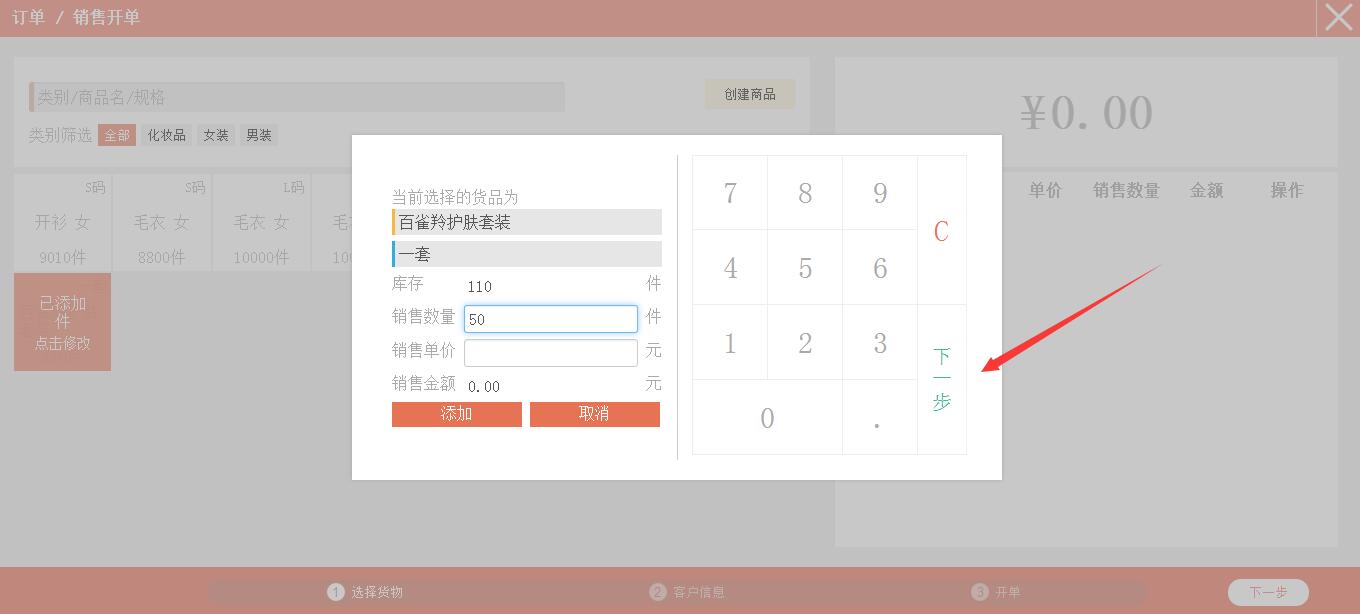 订单 / 销售开单
类别/商品名/规格
创建商品
类别筛选 全部 化妆品 女装 男装
¥0.00
单价 销售数量 金额 操作
S码 S码 L码
开衫 女 毛衣 女 毛衣 女
9010件 8800件 10000件
已添加
件
点击修改
当前选择的货品为
百雀羚护肤套装
一套
库存 110 件
销售数量 50 件
销售单价 元
销售金额 0.00 元
添加 取消
7 8 9
C
4 5 6
1 2 3
下一步
0 .
1 选择货物 2 客户信息 3 开单 下一步